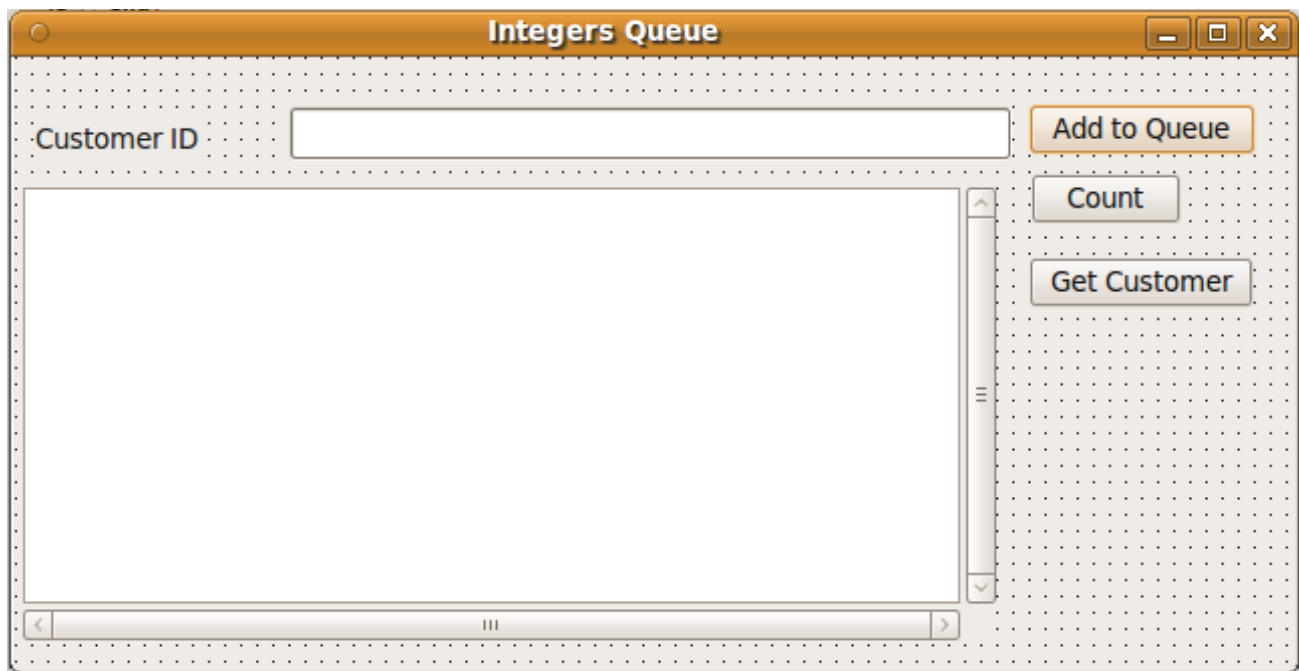 Integers Queue
Customer ID
Add to Queue
Count
Get Customer